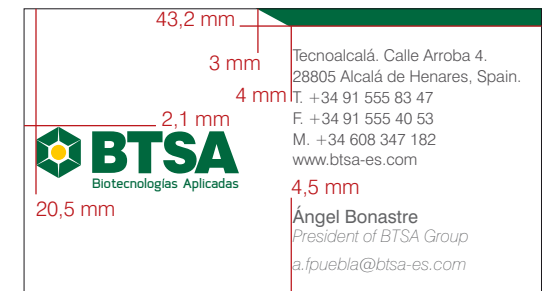 43,2 mm
3 mm
4 mm
2,1 mm
20,5 mm
BTSA
Biotecnologías Aplicadas
Tecnoalcalá. Calle Arroba 4.
28805 Alcalá de Henares, Spain.
T. +34 91 555 83 47
F. +34 91 555 40 53
M. +34 608 347 182
www.btsa-es.com
4,5 mm
Ángel Bonastre
President of BTSA Group
a.fpuebla@btsa-es.com